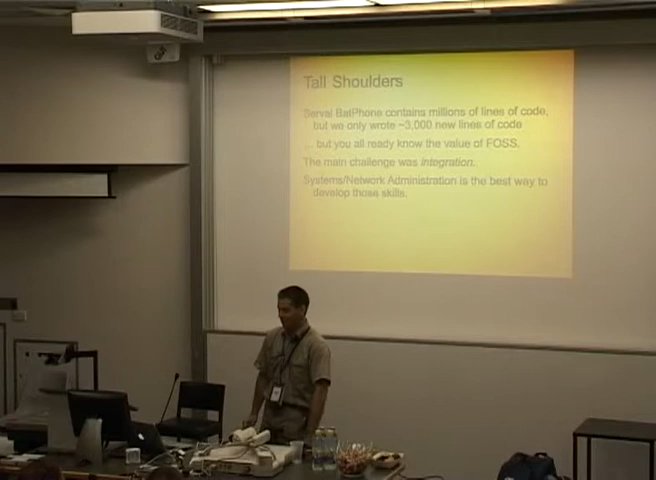 Tall Shoulders
Serval BatPhone contains millions of lines of code,
but we only wrote ~3,000 new lines of code
... but you all ready know the value of FOSS.
The main challenge was integration.
Systems/Network Administration is the best way to
develop those skills.